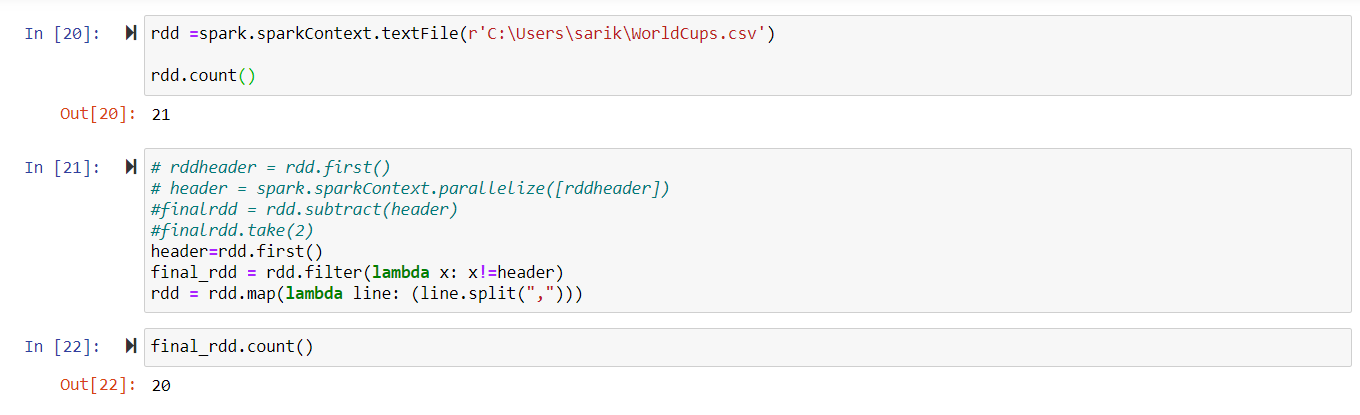 In [20]: rdd =spark.sparkContext.textFile(r'C:\Users\sarik\WorldCups.csv')
rdd.count()
Out[20]: 21
In [21]: # rddheader = rdd.first()
# header = spark.sparkContext.parallelize([rddheader])
#finalrdd = rdd.subtract(header)
#finalrdd.take(2)
header=rdd.first()
final_rdd = rdd.filter(lambda x: x!=header)
rdd = rdd.map(lambda line: (line.split(",")))
In [22]: final_rdd.count()
Out[22]: 20